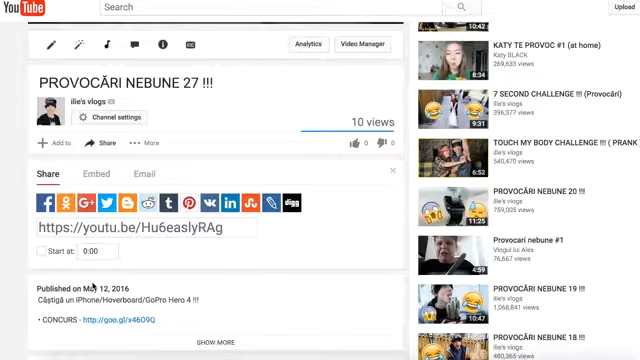 YouTube
Search
Upload
Analytics
Video Manager
PROVOCĂRI NEBUNE 27 !!!
ilie's vlogs
Channel settings
10 views
Add to
Share
More
0
0
Share
Embed
Email
https://youtu.be/Hu6easlyRAg
Start at:
0:00
Published on May 12, 2016
Câștigă un iPhone/Hoverboard/GoPro Hero 4 !!!
• CONCURS - http://goo.gl/x46O9Q
SHOW MORE
10:42
KATY TE PROVOC #1 (at home)
Katy BLACK
269,633 views
8:34
7 SECOND CHALLENGE !!! (Provocări)
ilie's vlogs
396,377 views
9:31
TOUCH MY BODY CHALLENGE !!! ( PRANK
ilie's vlogs
540,470 views
6:52
PROVOCĂRI NEBUNE 20 !!!
ilie's vlogs
759,005 views
11:25
Provocari nebune #1
Vlogul lui Alex
76,667 views
4:59
PROVOCĂRI NEBUNE 19 !!!
ilie's vlogs
1,068,841 views
10:47
PROVOCĂRI NEBUNE 18 !!!
ilie's vlogs
480,365 views
digg